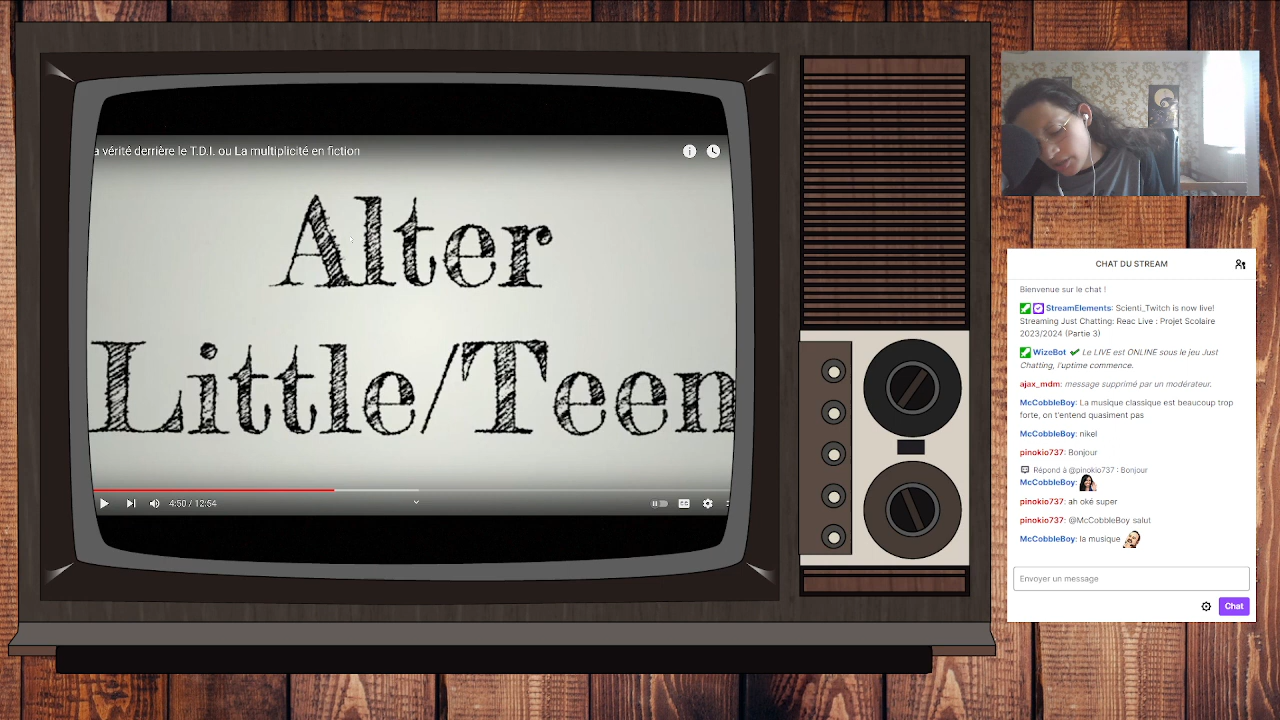 a vérité derrière le T.D.I. ou La multiplicité en fiction
Alter
Little/Teen
4:50 / 12:54
CHAT DU STREAM
Bienvenue sur le chat !
StreamElements: Scienti_Twitch is now live!
Streaming Just Chatting: Reac Live : Projet Scolaire
2023/2024 (Partie 3)
WizeBot Le LIVE est ONLINE sous le jeu Just
Chatting, l'uptime commence.
ajax_mdm: message supprimé par un modérateur.
McCobbleBoy: La musique classique est beaucoup trop
forte, on t'entend quasiment pas
McCobbleBoy: nikel
pinokio737: Bonjour
Répond à @pinokio737 : Bonjour
McCobbleBoy:
pinokio737: ah oké super
pinokio737: @McCobbleBoy salut
McCobbleBoy: la musique
Envoyer un message
Chat